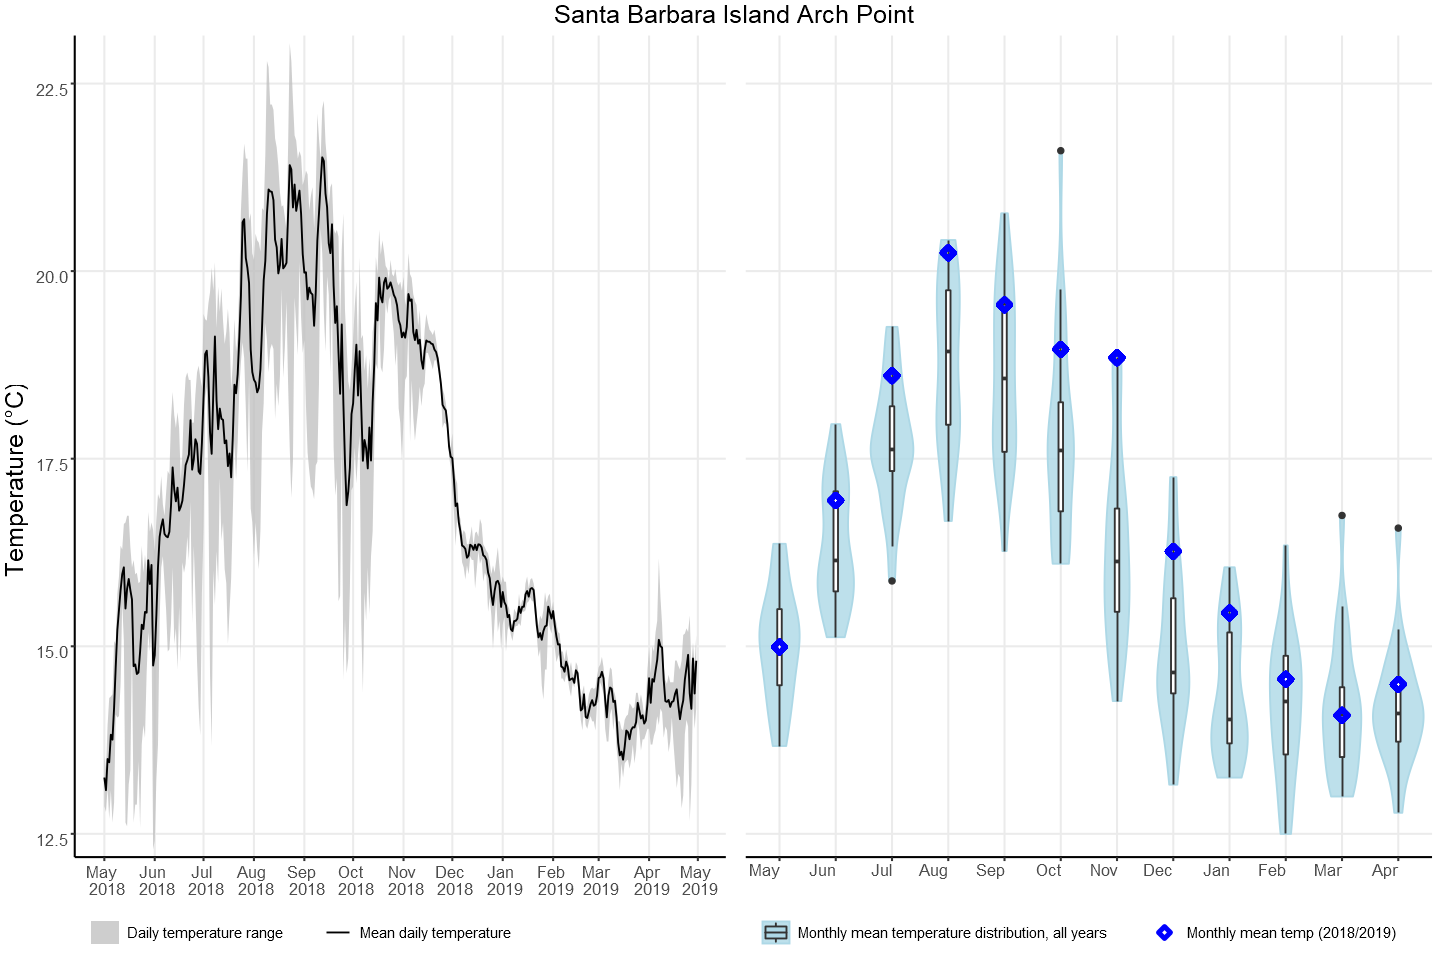 Santa Barbara Island Arch Point
Temperature (°C)
22.5
20.0
17.5
15.0
12.5
May Jun Jul Aug Sep Oct Nov Dec Jan Feb Mar Apr May
2018 2018 2018 2018 2018 2018 2018 2018 2019 2019 2019 2019 2019
May Jun Jul Aug Sep Oct Nov Dec Jan Feb Mar Apr
Daily temperature range Mean daily temperature
Monthly mean temperature distribution, all years Monthly mean temp (2018/2019)